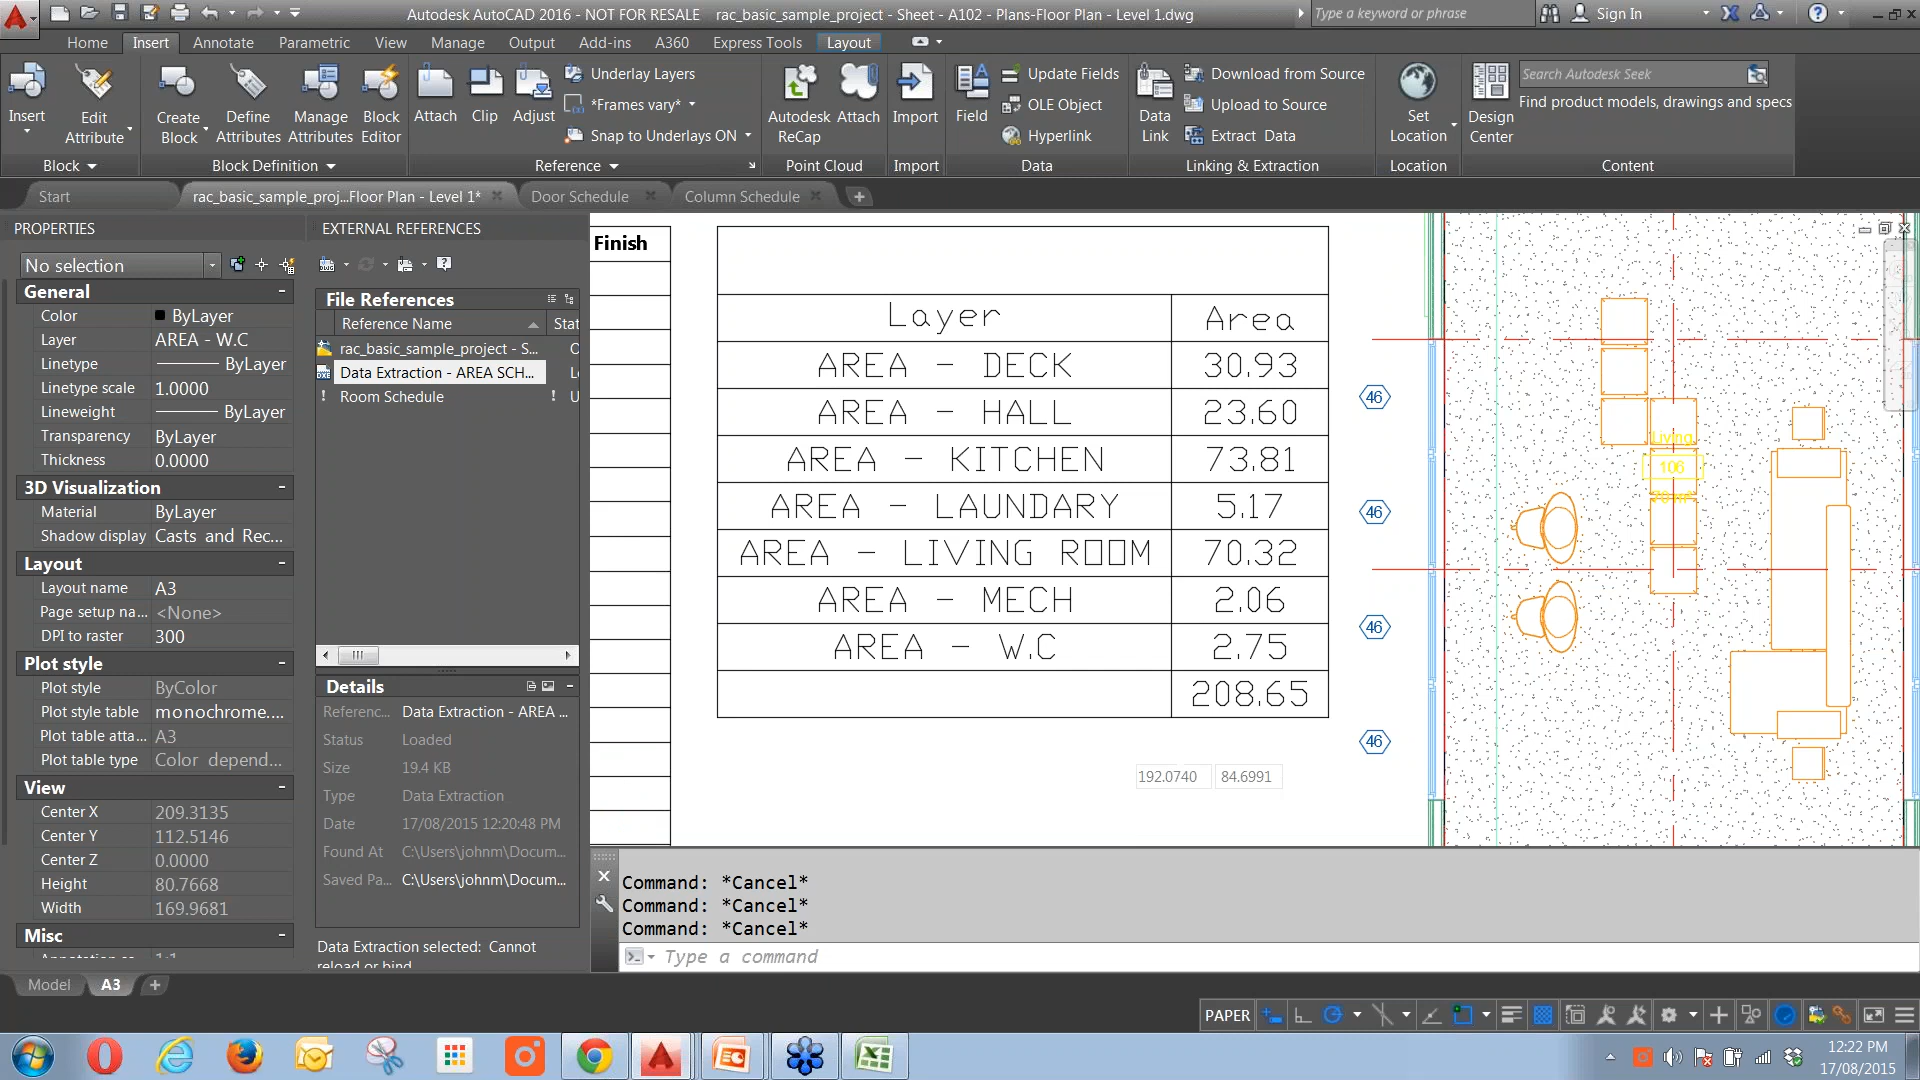 Autodesk AutoCAD 2016 - NOT FOR RESALE    rac_basic_sample_project - Sheet - A102 - Plans-Floor Plan - Level 1.dwg
Type a keyword or phrase
Sign In
Home Insert Annotate Parametric View Manage Output Add-ins A360 Express Tools Layout
Insert
Edit Attribute
Create Block
Define Attributes
Manage Attributes
Block Editor
Attach
Clip
Adjust
Underlay Layers
*Frames vary*
Snap to Underlays ON
Autodesk ReCap
Attach
Import
Field
Update Fields
OLE Object
Hyperlink
Data Link
Download from Source
Upload to Source
Extract Data
Set Location
Design Center
Search Autodesk Seek
Find product models, drawings and specs
Block
Block Definition
Reference
Point Cloud
Import
Data
Linking & Extraction
Location
Content
Start
rac_basic_sample_proj...Floor Plan - Level 1*
Door Schedule
Column Schedule
PROPERTIES
No selection
General
Color ByLayer
Layer AREA - W.C
Linetype ByLayer
Linetype scale 1.0000
Lineweight ByLayer
Transparency ByLayer
Thickness 0.0000
3D Visualization
Material ByLayer
Shadow display Casts and Rec...
Layout
Layout name A3
Page setup na... <None>
DPI to raster 300
Plot style
Plot style ByColor
Plot style table monochrome....
Plot table atta... A3
Plot table type Color depend...
View
Center X 209.3135
Center Y 112.5146
Center Z 0.0000
Height 80.7668
Width 169.9681
Misc
EXTERNAL REFERENCES
File References
Reference Name Stat
rac_basic_sample_project - S... O
Data Extraction - AREA SCH... L
! Room Schedule ! U
Details
Referenc... Data Extraction - AREA ...
Status Loaded
Size 19.4 KB
Type Data Extraction
Date 17/08/2015 12:20:48 PM
Found At C:\Users\johnm\Docum...
Saved Pa... C:\Users\johnm\Docum...
Data Extraction selected: Cannot
reload or bind
Finish
Layer Area
AREA - DECK 30.93
AREA - HALL 23.60
AREA - KITCHEN 73.81
AREA - LAUNDARY 5.17
AREA - LIVING ROOM 70.32
AREA - MECH 2.06
AREA - W.C 2.75
208.65
192.0740 84.6991
46
46
46
46
Living
106
70 m²
Command: *Cancel*
Command: *Cancel*
Command: *Cancel*
Type a command
Model A3
PAPER
12:22 PM
17/08/2015